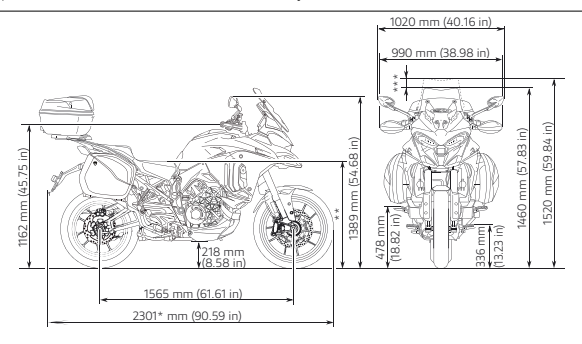 1020 mm (40.16 in)
990 mm (38.98 in)
***
1162 mm (45.75 in)
218 mm
(8.58 in)
**
1389 mm (54.68 in)
478 mm
(18.82 in)
336 mm
(13.23 in)
1460 mm (57.83 in)
1520 mm (59.84 in)
1565 mm (61.61 in)
2301* mm (90.59 in)